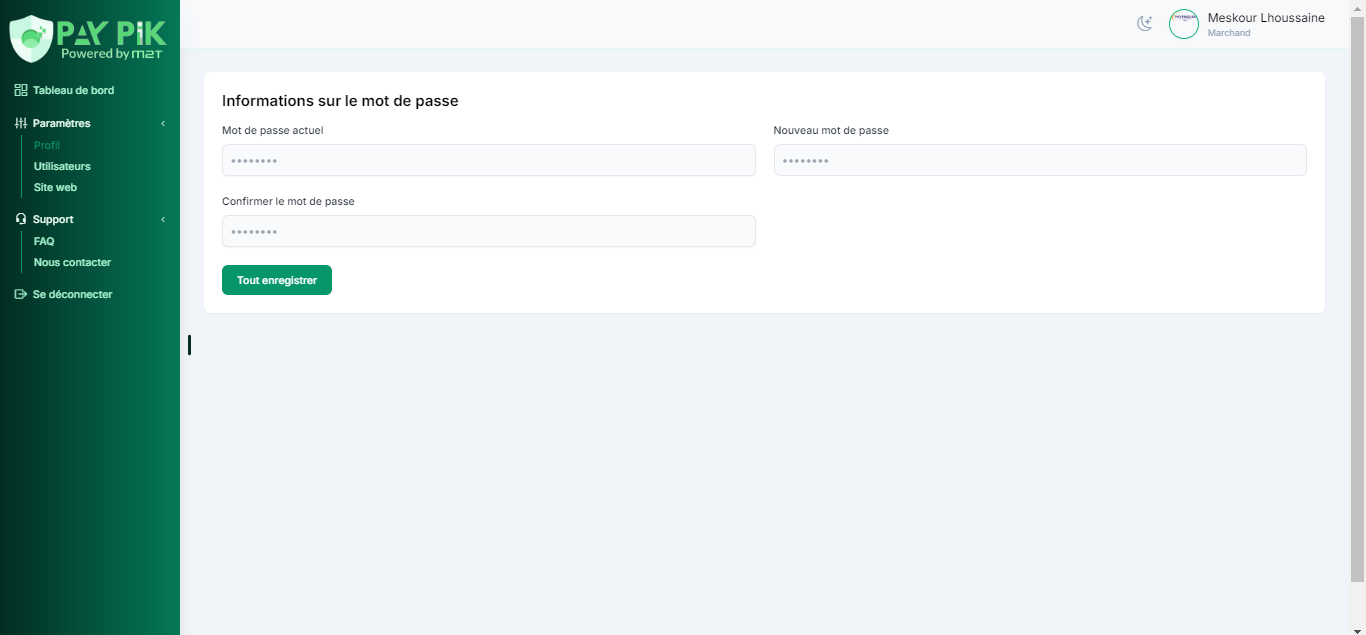 PAY PIK
Powered by M2T
Meskour Lhoussaine
Marchand
Tableau de bord
Paramètres
Profil
Utilisateurs
Site web
Support
FAQ
Nous contacter
Se déconnecter
Informations sur le mot de passe
Mot de passe actuel
Nouveau mot de passe
Confirmer le mot de passe
Tout enregistrer